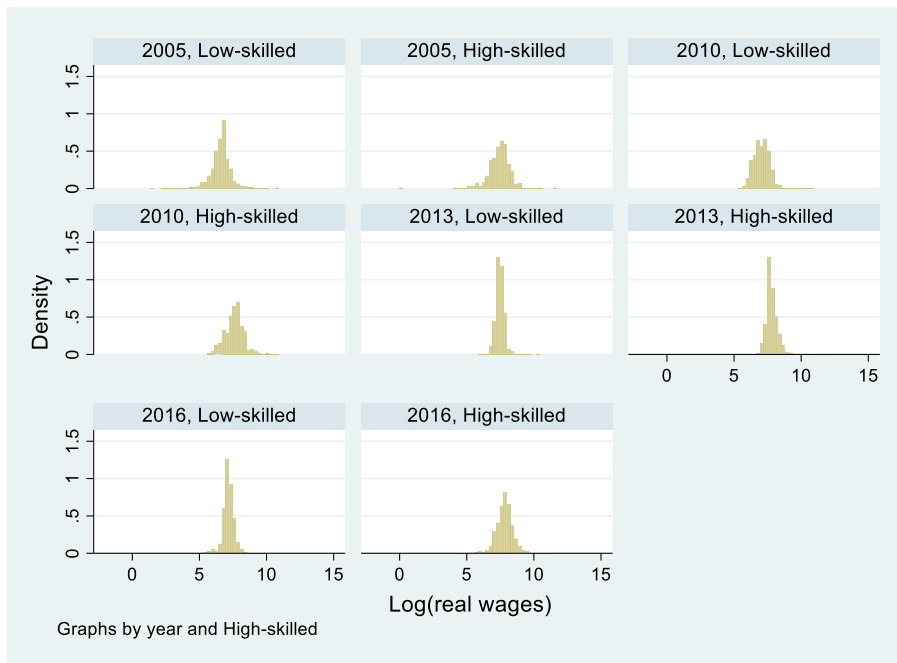 2005, Low-skilled
2005, High-skilled
2010, Low-skilled
1.5
1
.5
0
2010, High-skilled
2013, Low-skilled
2013, High-skilled
1.5
1
.5
0
0 5 10 15
2016, Low-skilled
2016, High-skilled
1.5
1
.5
0
0 5 10 15
0 5 10 15
Density
Log(real wages)
Graphs by year and High-skilled